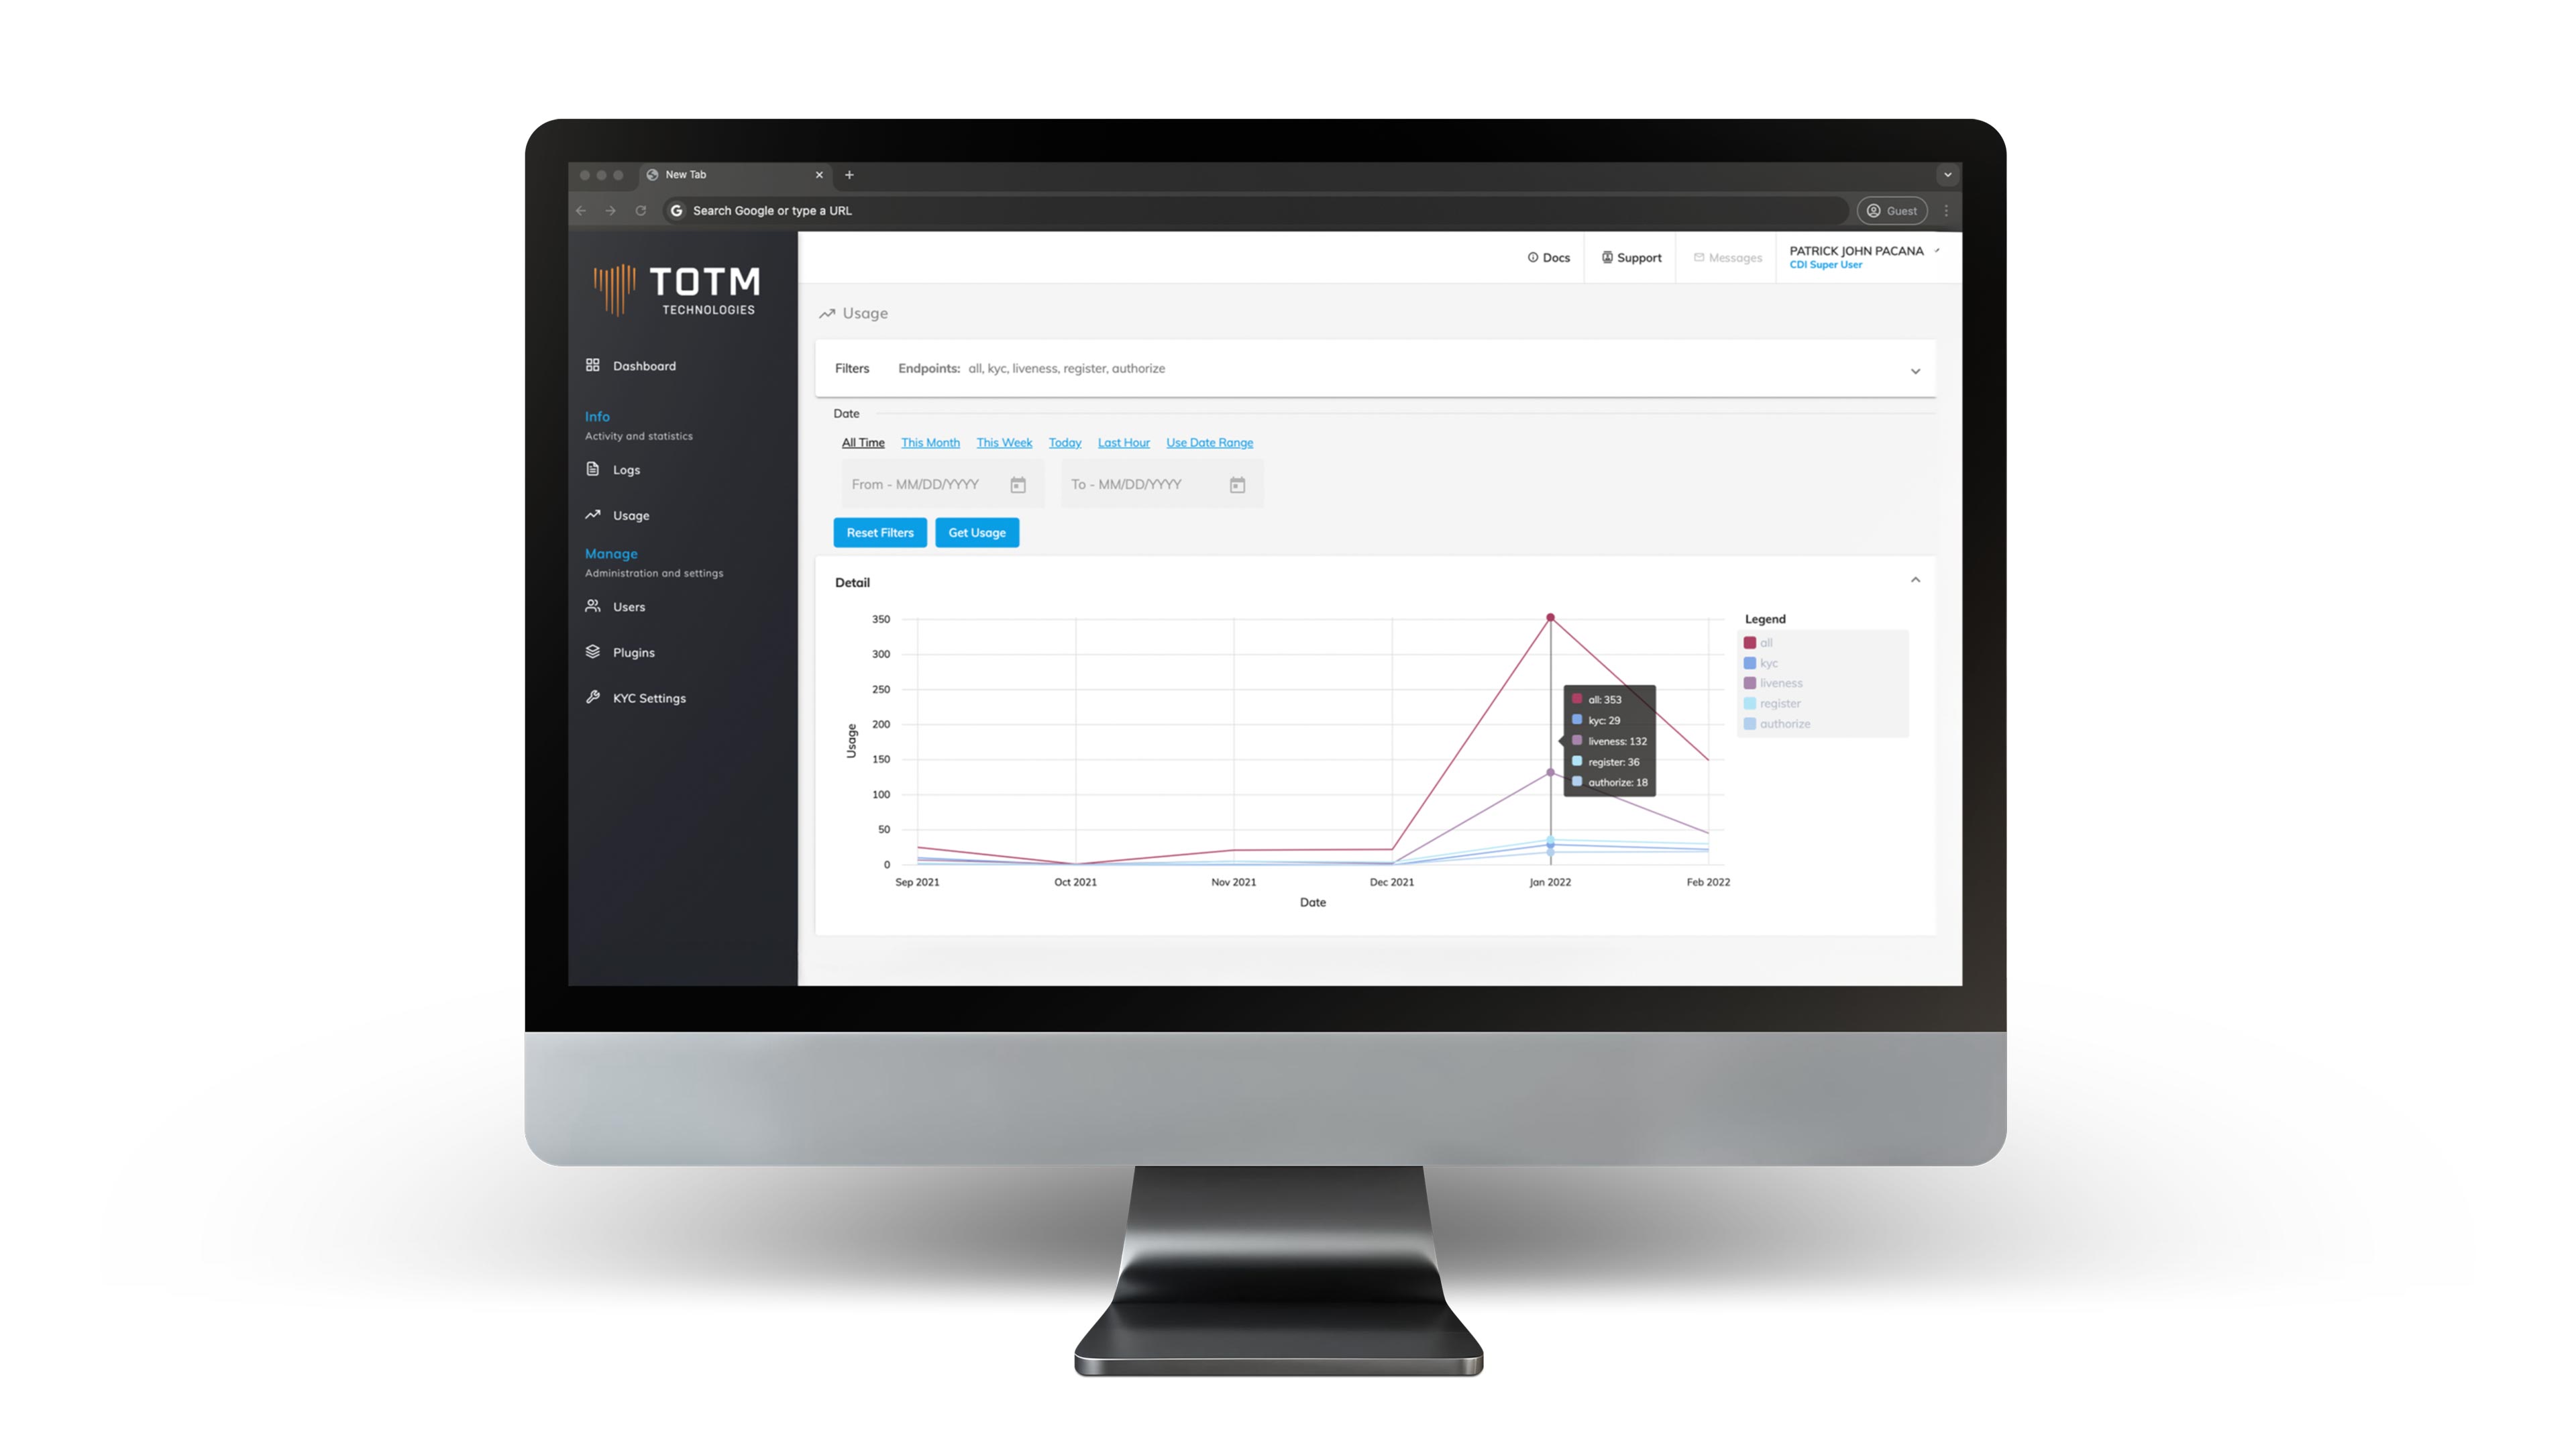 New Tab
Search Google or type a URL
Guest
TOTM
TECHNOLOGIES
Dashboard
Info
Activity and statistics
Logs
Usage
Manage
Administration and settings
Users
Plugins
KYC Settings
Docs
Support
Messages
PATRICK JOHN PACANA
CDI Super User
Usage
Filters Endpoints: all, kyc, liveness, register, authorize
Date
All Time This Month This Week Today Last Hour Use Date Range
From - MM/DD/YYYY To - MM/DD/YYYY
Reset Filters Get Usage
Detail
350
300
250
200
150
100
50
0
Usage
Sep 2021 Oct 2021 Nov 2021 Dec 2021 Jan 2022 Feb 2022
Date
all: 353
kyc: 29
liveness: 132
register: 36
authorize: 18
Legend
all
kyc
liveness
register
authorize